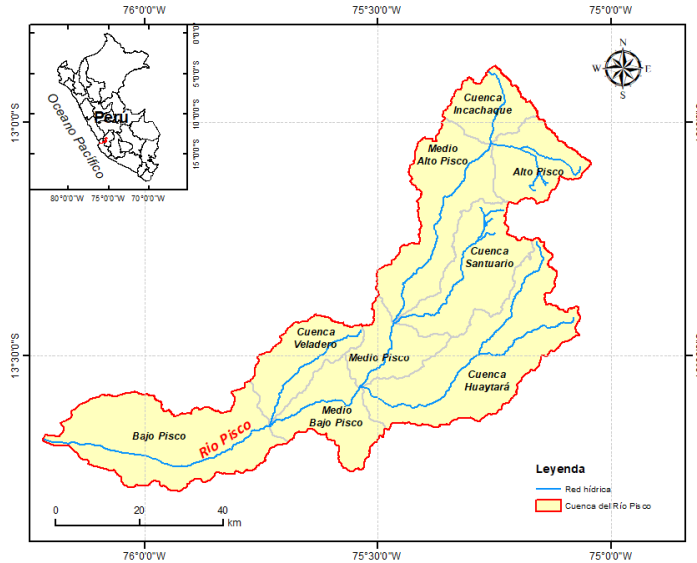 76°0'0"W
75°30'0"W
75°0'0"W
13°0'0"S
13°30'0"S
Oceano Pacífico
Peru
80°0'0"W
75°0'0"W
70°0'0"W
N
W
E
S
Cuenca
Incachaque
Medio
Alto Pisco
Alto Pisco
Cuenca
Santuario
Cuenca
Veladero
Medio Pisco
Cuenca
Huaytará
Medio
Bajo Pisco
Bajo Pisco
Rio Pisco
Leyenda
Red hídrica
Cuenca del Río Pisco
0
20
40
km
76°0'0"W
75°30'0"W
75°0'0"W